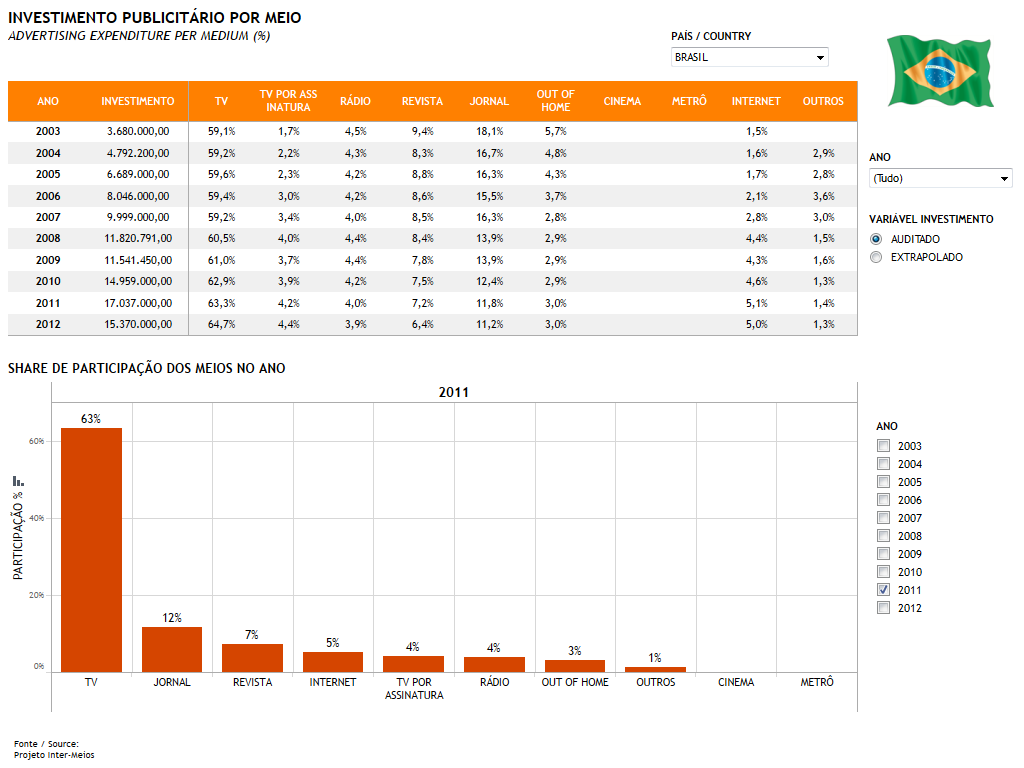 INVESTIMENTO PUBLICITÁRIO POR MEIO
ADVERTISING EXPENDITURE PER MEDIUM (%)
PAÍS / COUNTRY
BRASIL
ANO INVESTIMENTO TV TV POR ASS INATURA RÁDIO REVISTA JORNAL OUT OF HOME CINEMA METRÔ INTERNET OUTROS
2003 3.680.000,00 59,1% 1,7% 4,5% 9,4% 18,1% 5,7% 1,5%
2004 4.792.200,00 59,2% 2,2% 4,3% 8,3% 16,7% 4,8% 1,6% 2,9%
2005 6.689.000,00 59,6% 2,3% 4,2% 8,8% 16,3% 4,3% 1,7% 2,8%
2006 8.046.000,00 59,4% 3,0% 4,2% 8,6% 15,5% 3,7% 2,1% 3,6%
2007 9.999.000,00 59,2% 3,4% 4,0% 8,5% 16,3% 2,8% 2,8% 3,0%
2008 11.820.791,00 60,5% 4,0% 4,4% 8,4% 13,9% 2,9% 4,4% 1,5%
2009 11.541.450,00 61,0% 3,7% 4,4% 7,8% 13,9% 2,9% 4,3% 1,6%
2010 14.959.000,00 62,9% 3,9% 4,2% 7,5% 12,4% 2,9% 4,6% 1,3%
2011 17.037.000,00 63,3% 4,2% 4,0% 7,2% 11,8% 3,0% 5,1% 1,4%
2012 15.370.000,00 64,7% 4,4% 3,9% 6,4% 11,2% 3,0% 5,0% 1,3%
ANO
(Tudo)
VARIÁVEL INVESTIMENTO
AUDITADO
EXTRAPOLADO
SHARE DE PARTICIPAÇÃO DOS MEIOS NO ANO
2011
PARTICIPAÇÃO %
60%
40%
20%
0%
63%
12%
7%
5%
4%
4%
3%
1%
TV
JORNAL
REVISTA
INTERNET
TV POR
ASSINATURA
RÁDIO
OUT OF HOME
OUTROS
CINEMA
METRÔ
ANO
2003
2004
2005
2006
2007
2008
2009
2010
2011
2012
Fonte / Source:
Projeto Inter-Meios